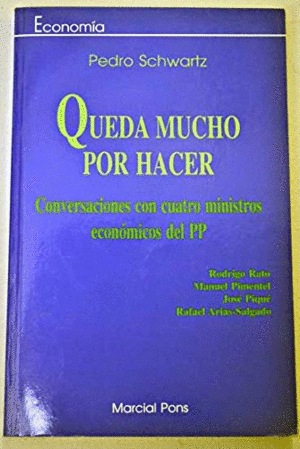 Economía
Pedro Schwartz
QUEDA MUCHO
POR HACER
Conversaciones con cuatro ministros
económicos del PP
Rodrigo Rato
Manuel Pimentel
José Piqué
Rafael Arias-Salgado
Marcial Pons